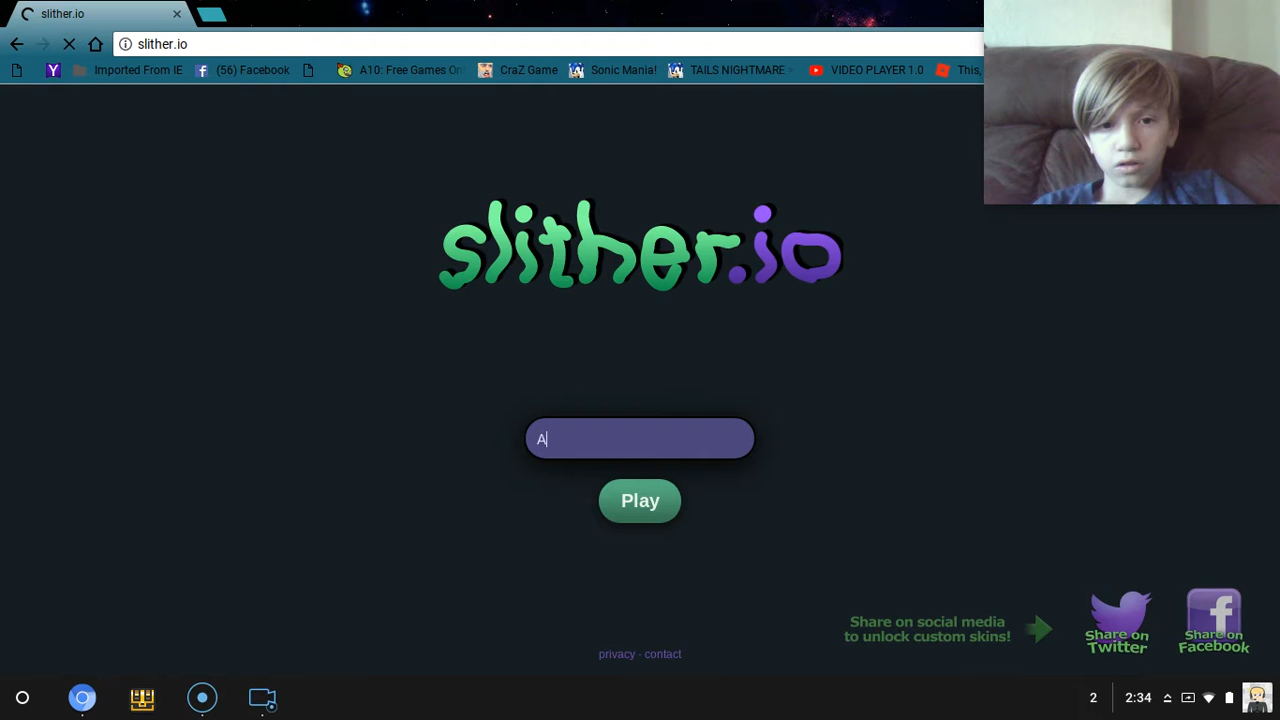 slither.io
slither.io
Imported From IE
(56) Facebook
A10: Free Games On
CraZ Game
Sonic Mania!
TAILS NIGHTMARE
VIDEO PLAYER 1.0
This,
slither.io
A
Play
Share on social media
to unlock custom skins!
Share on
Twitter
Share on
Facebook
privacy - contact
2
2:34